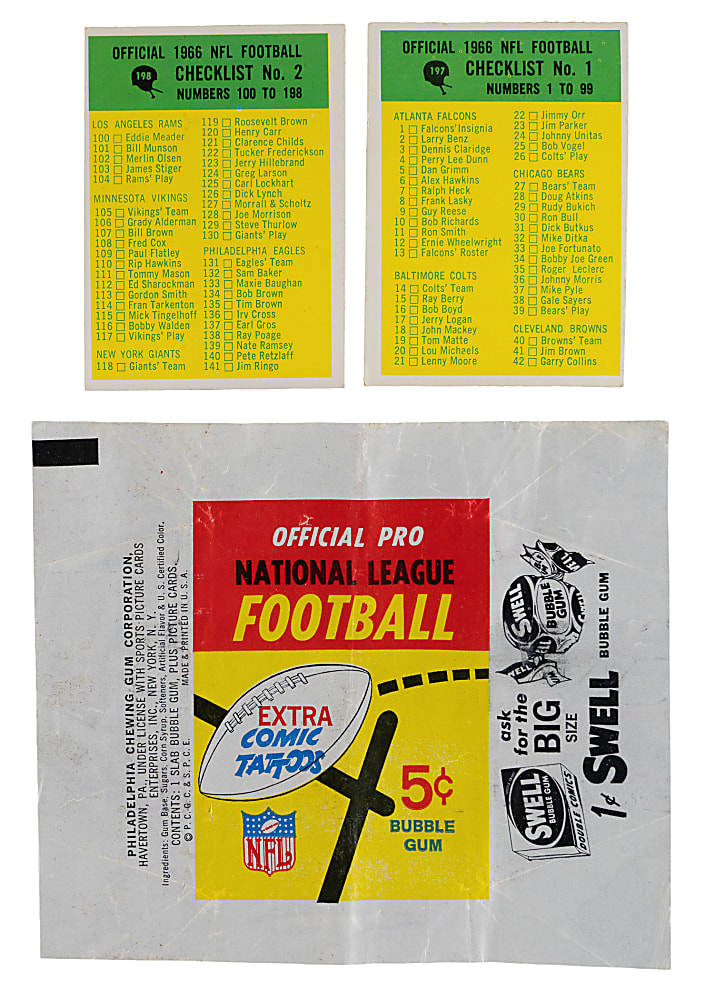 OFFICIAL 1966 NFL FOOTBALL
198
CHECKLIST No. 2
NUMBERS 100 TO 198
LOS ANGELES RAMS
100 Eddie Meader
101 Bill Munson
102 Merlin Olsen
103 James Stiger
104 Rams' Play
MINNESOTA VIKINGS
105 Vikings' Team
106 Grady Alderman
107 Bill Brown
108 Fred Cox
109 Paul Flatley
110 Rip Hawkins
111 Tommy Mason
112 Ed Sharockman
113 Gordon Smith
114 Fran Tarkenton
115 Mick Tingelhoff
116 Bobby Walden
117 Vikings' Play
NEW YORK GIANTS
118 Giants' Team
119 Roosevelt Brown
120 Henry Carr
121 Clarence Childs
122 Tucker Frederickson
123 Jerry Hillebrand
124 Greg Larson
125 Carl Lockhart
126 Dick Lynch
127 Morrall & Scholtz
128 Joe Morrison
129 Steve Thurlow
130 Giants' Play
PHILADELPHIA EAGLES
131 Eagles' Team
132 Sam Baker
133 Maxie Baughan
134 Bob Brown
135 Tim Brown
136 Irv Cross
137 Earl Gros
138 Ray Poage
139 Nate Ramsey
140 Pete Retzlaff
141 Jim Ringo
OFFICIAL 1966 NFL FOOTBALL
197
CHECKLIST No. 1
NUMBERS 1 TO 99
ATLANTA FALCONS
1 Falcons' Insignia
2 Larry Benz
3 Dennis Claridge
4 Perry Lee Dunn
5 Dan Grimm
6 Alex Hawkins
7 Ralph Heck
8 Frank Lasky
9 Guy Reese
10 Bob Richards
11 Ron Smith
12 Ernie Wheelwright
13 Falcons' Roster
BALTIMORE COLTS
14 Colts' Team
15 Ray Berry
16 Bob Boyd
17 Jerry Logan
18 John Mackey
19 Tom Matte
20 Lou Michaels
21 Lenny Moore
22 Jimmy Orr
23 Jim Parker
24 Johnny Unitas
25 Bob Vogel
26 Colts' Play
CHICAGO BEARS
27 Bears' Team
28 Doug Atkins
29 Rudy Bukich
30 Ron Bull
31 Dick Butkus
32 Mike Ditka
33 Joe Fortunato
34 Bobby Joe Green
35 Roger Leclerc
36 Johnny Morris
37 Mike Pyle
38 Gale Sayers
39 Bears' Play
CLEVELAND BROWNS
40 Browns' Team
41 Jim Brown
42 Garry Collins
PHILADELPHIA CHEWING GUM CORPORATION,
HAVERTOWN, PA. UNDER LICENSE WITH SPORTS PICTURE CARDS
ENTERPRISES, INC., NEW YORK, N. Y.
Ingredients: Gum Base, Sugars, Corn Syrup, Softeners, Artificial Flavor & U.S. Certified Color.
CONTENTS: 1 SLAB BUBBLE GUM, PLUS PICTURE CARDS.
© P.C.G.C. & S.P.C.E. MADE & PRINTED IN U.S.A.
OFFICIAL PRO
NATIONAL LEAGUE
FOOTBALL
EXTRA
COMIC
TATTOOS
5¢
BUBBLE
GUM
NFL
SWELL
BUBBLE
GUM
ask
for the
BIG
SIZE
SWELL
BUBBLE GUM
DOUBLE COMICS
1¢ SWELL BUBBLE GUM